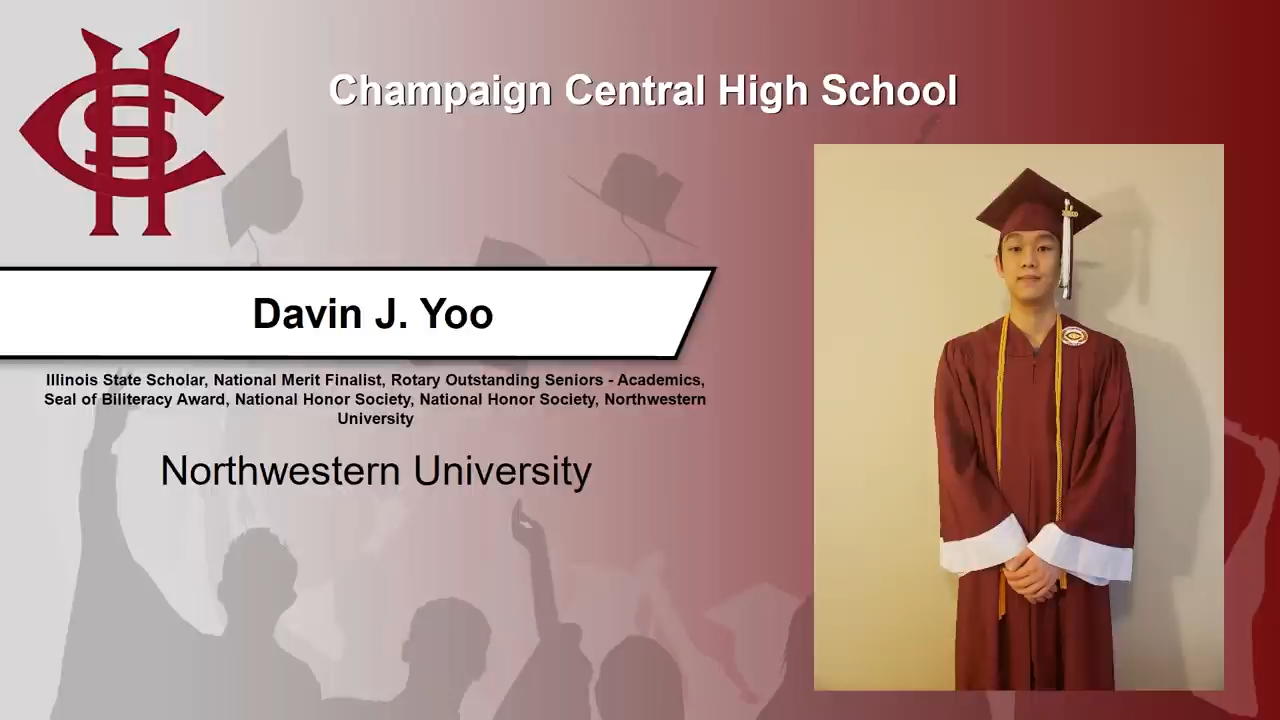 Champaign Central High School
Davin J. Yoo
Illinois State Scholar, National Merit Finalist, Rotary Outstanding Seniors - Academics,
Seal of Biliteracy Award, National Honor Society, National Honor Society, Northwestern
University
Northwestern University